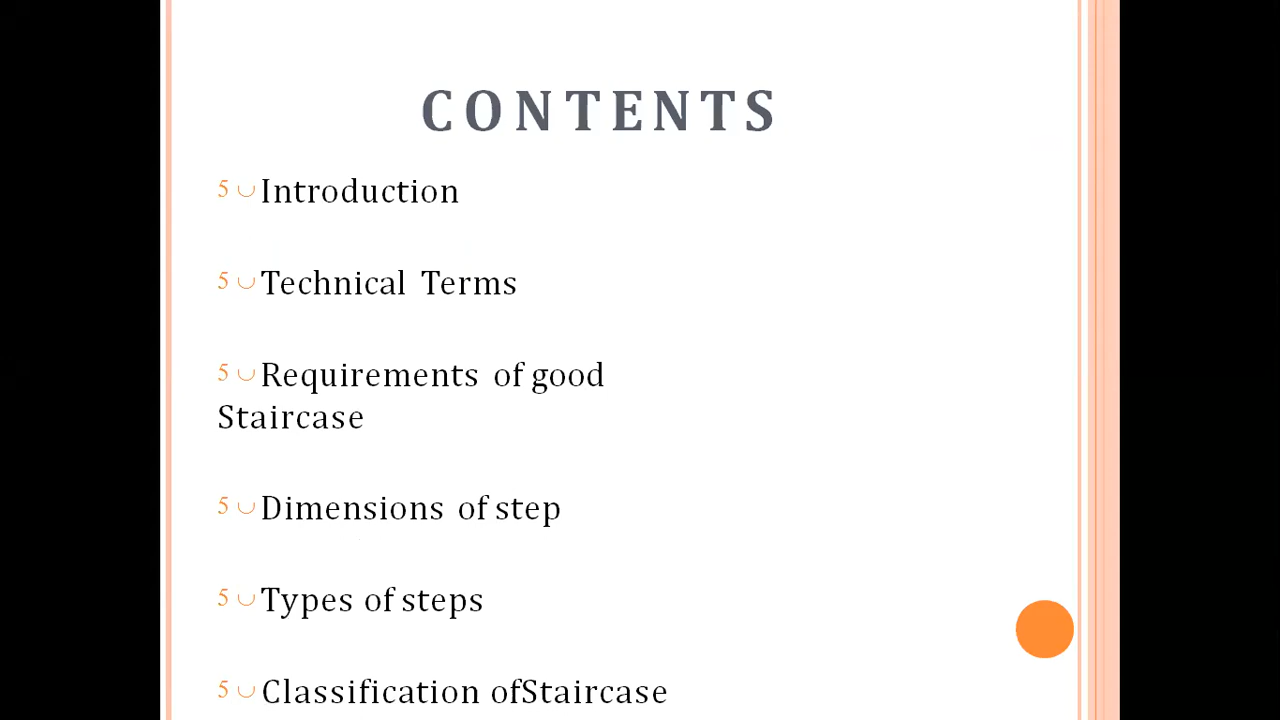 CONTENTS
5 ◡ Introduction
5 ◡ Technical Terms
5 ◡ Requirements of good
Staircase
5 ◡ Dimensions of step
5 ◡ Types of steps
5 ◡ Classification ofStaircase